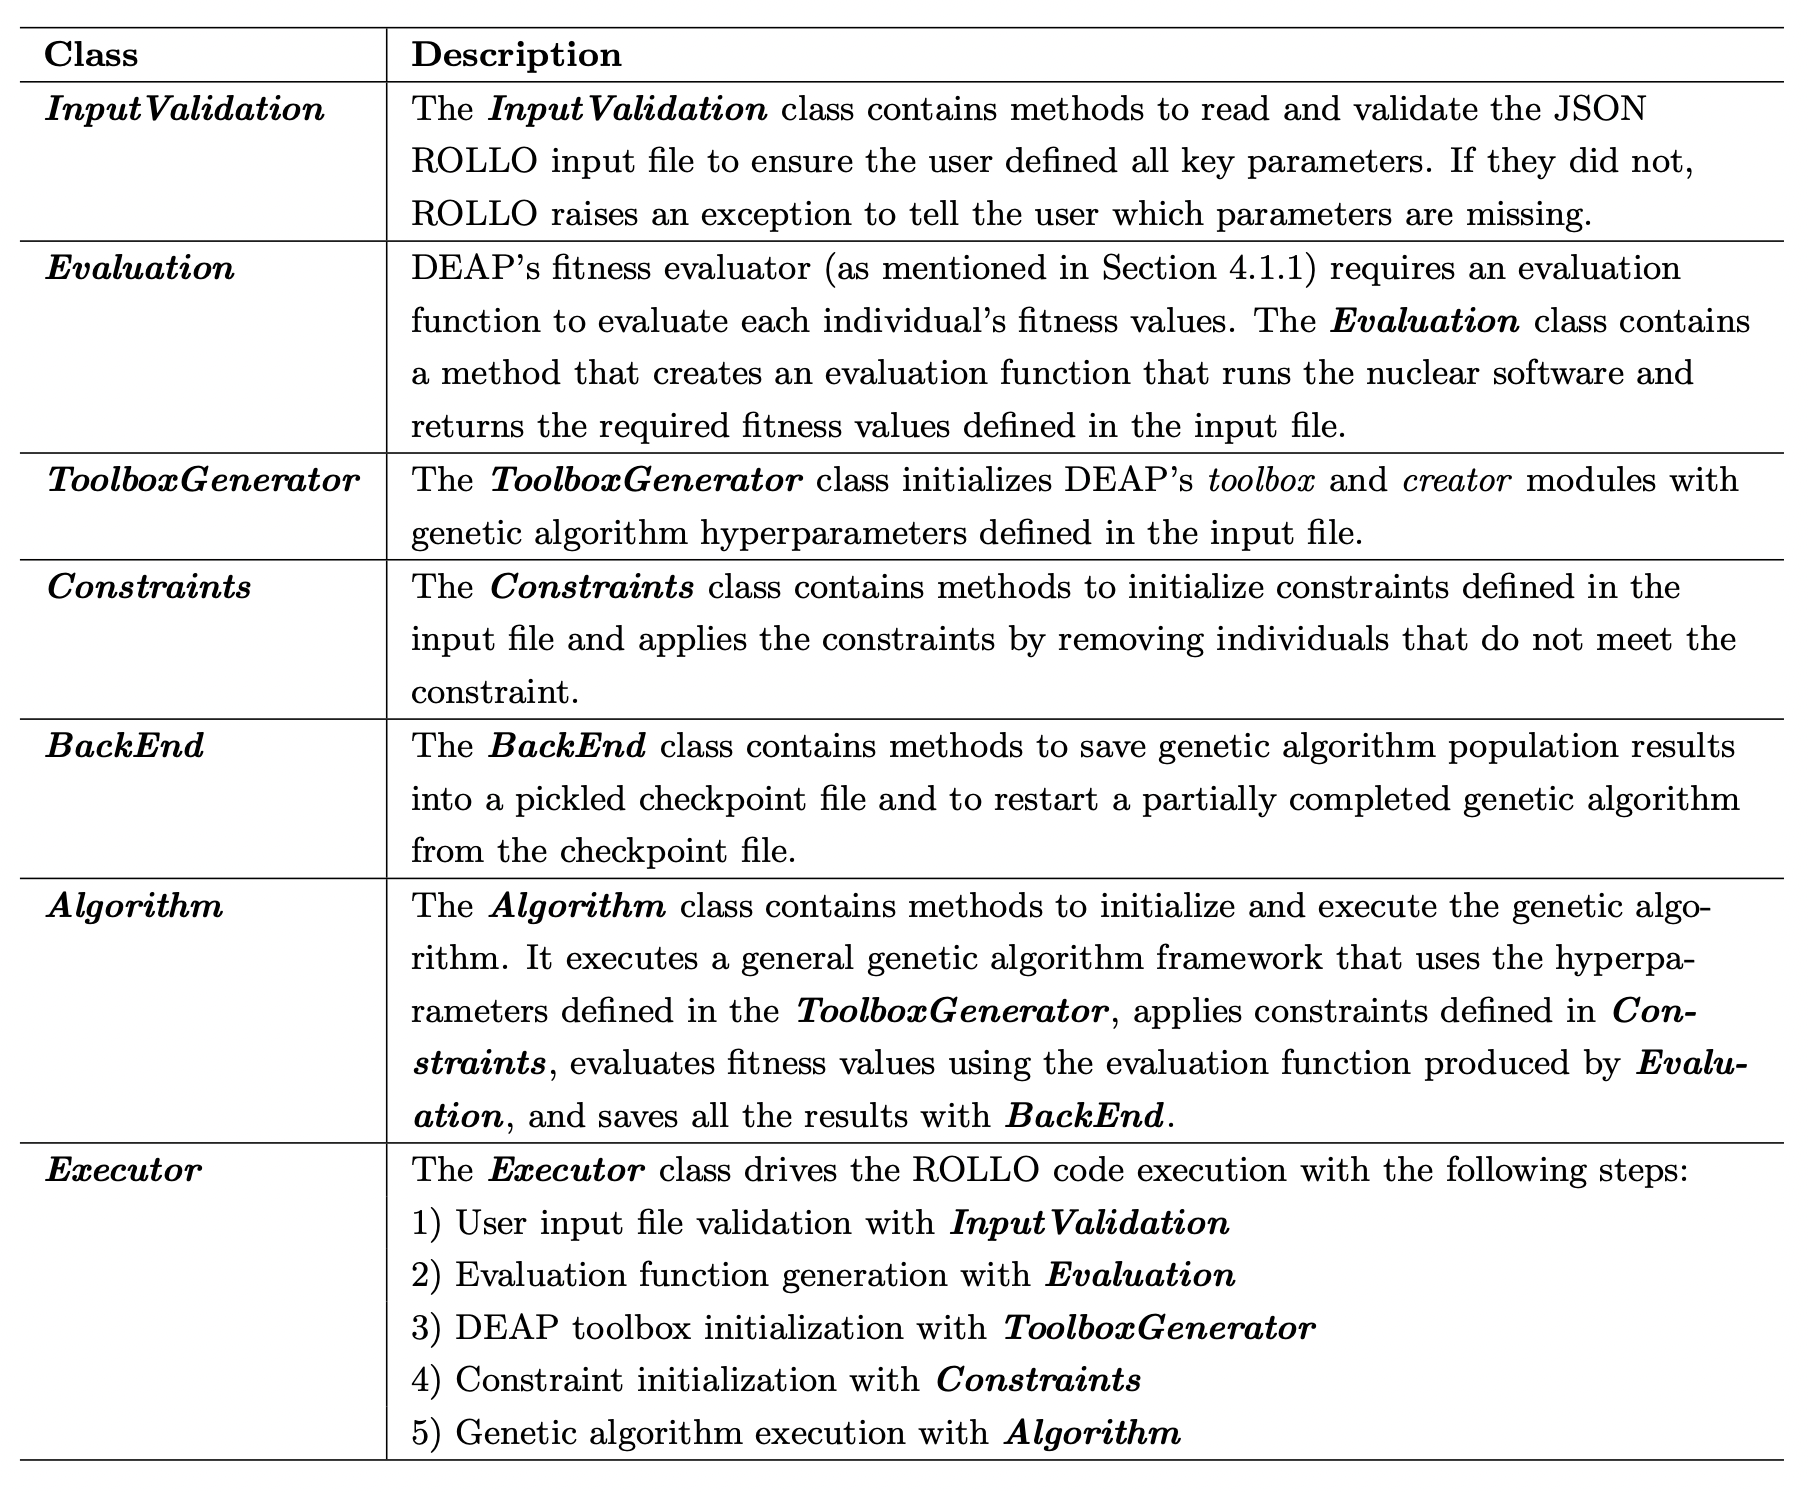 Class Description
InputValidation The InputValidation class contains methods to read and validate the JSON
ROLLO input file to ensure the user defined all key parameters. If they did not,
ROLLO raises an exception to tell the user which parameters are missing.
Evaluation DEAP's fitness evaluator (as mentioned in Section 4.1.1) requires an evaluation
function to evaluate each individual's fitness values. The Evaluation class contains
a method that creates an evaluation function that runs the nuclear software and
returns the required fitness values defined in the input file.
ToolboxGenerator The ToolboxGenerator class initializes DEAP's toolbox and creator modules with
genetic algorithm hyperparameters defined in the input file.
Constraints The Constraints class contains methods to initialize constraints defined in the
input file and applies the constraints by removing individuals that do not meet the
constraint.
BackEnd The BackEnd class contains methods to save genetic algorithm population results
into a pickled checkpoint file and to restart a partially completed genetic algorithm
from the checkpoint file.
Algorithm The Algorithm class contains methods to initialize and execute the genetic algo-
rithm. It executes a general genetic algorithm framework that uses the hyperpa-
rameters defined in the ToolboxGenerator, applies constraints defined in Con-
straints, evaluates fitness values using the evaluation function produced by Evalu-
ation, and saves all the results with BackEnd.
Executor The Executor class drives the ROLLO code execution with the following steps:
1) User input file validation with InputValidation
2) Evaluation function generation with Evaluation
3) DEAP toolbox initialization with ToolboxGenerator
4) Constraint initialization with Constraints
5) Genetic algorithm execution with Algorithm